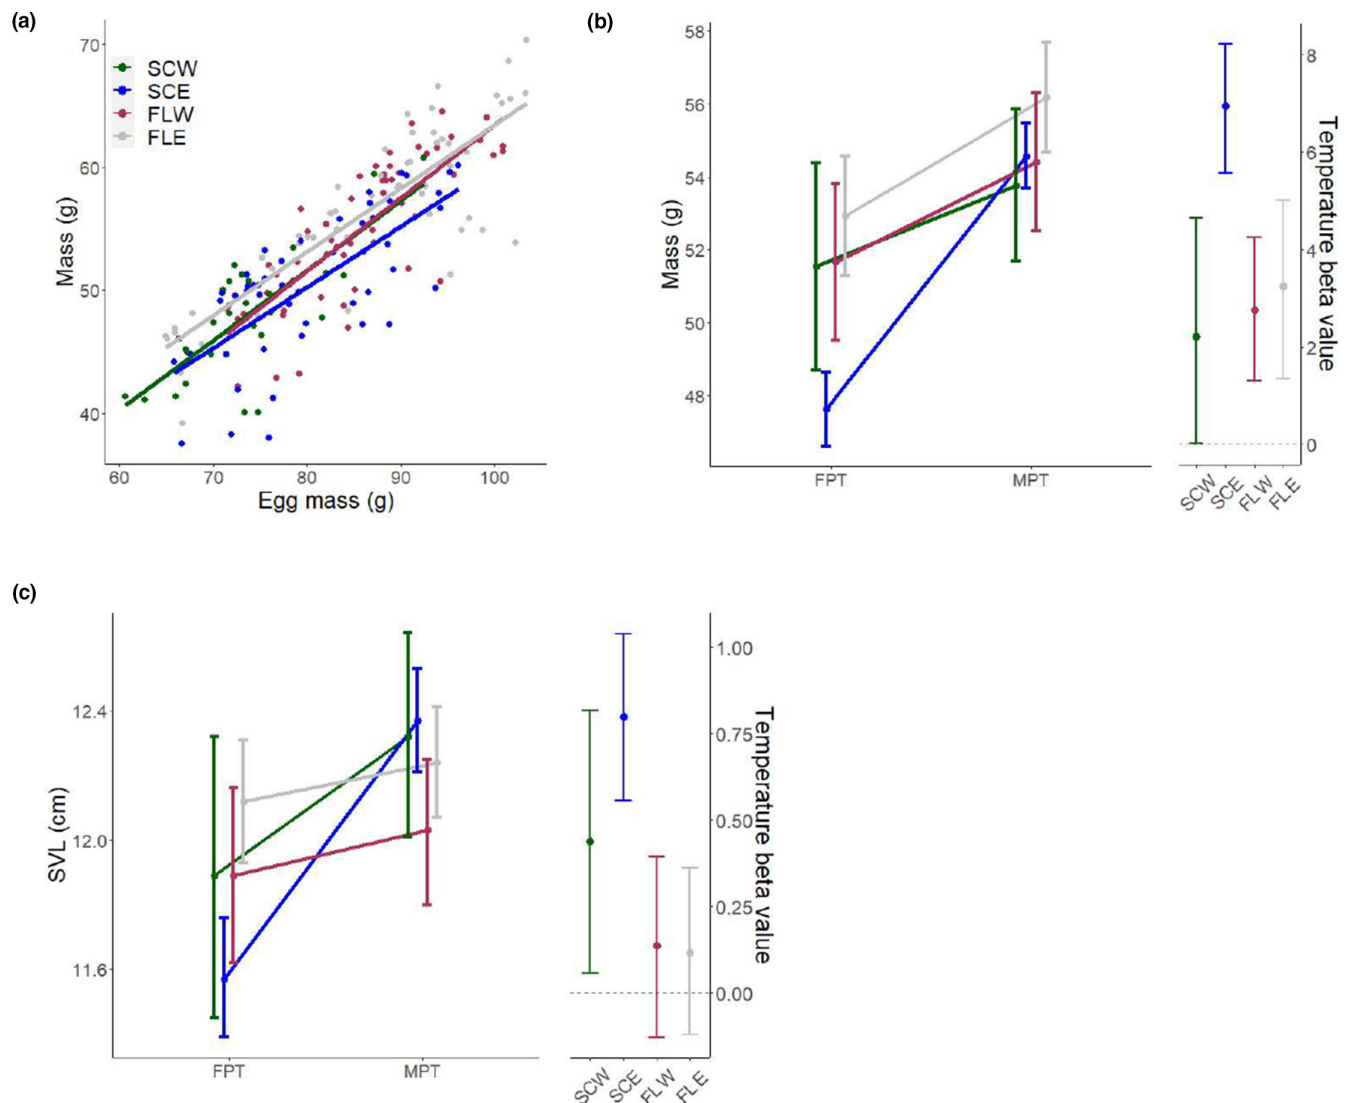 (a)
Mass (g)
70
60
50
40
SCW
SCE
FLW
FLE
60 70 80 90 100
Egg mass (g)
(b)
Mass (g)
58
56
54
52
50
48
FPT MPT
8
6
4
2
0
Temperature beta value
SCW SCE FLW FLE
(c)
SVL (cm)
12.4
12.0
11.6
FPT MPT
1.00
0.75
0.50
0.25
0.00
Temperature beta value
SCW SCE FLW FLE